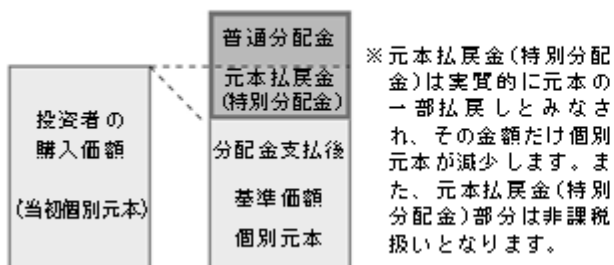 普通分配金
元本払戻金
(特別分配金)
投資者の
購入価額
(当初個別元本)
分配金支払後
基準価額
個別元本
※元本払戻金(特別分配
金)は実質的に元本の
一部払戻しとみなさ
れ、その金額だけ個別
元本が減少します。ま
た、元本払戻金(特別
分配金)部分は非課税
扱いとなります。